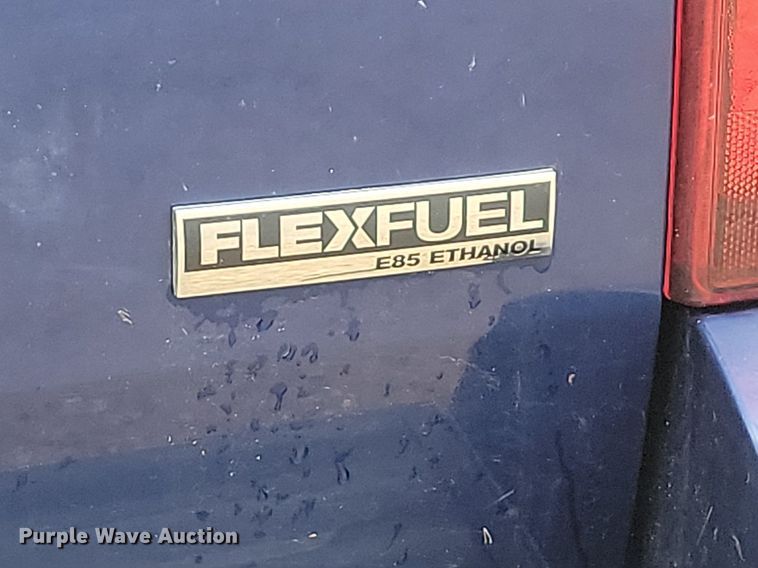 FLEXFUEL
E85 ETHANOL
Purple Wave Auction